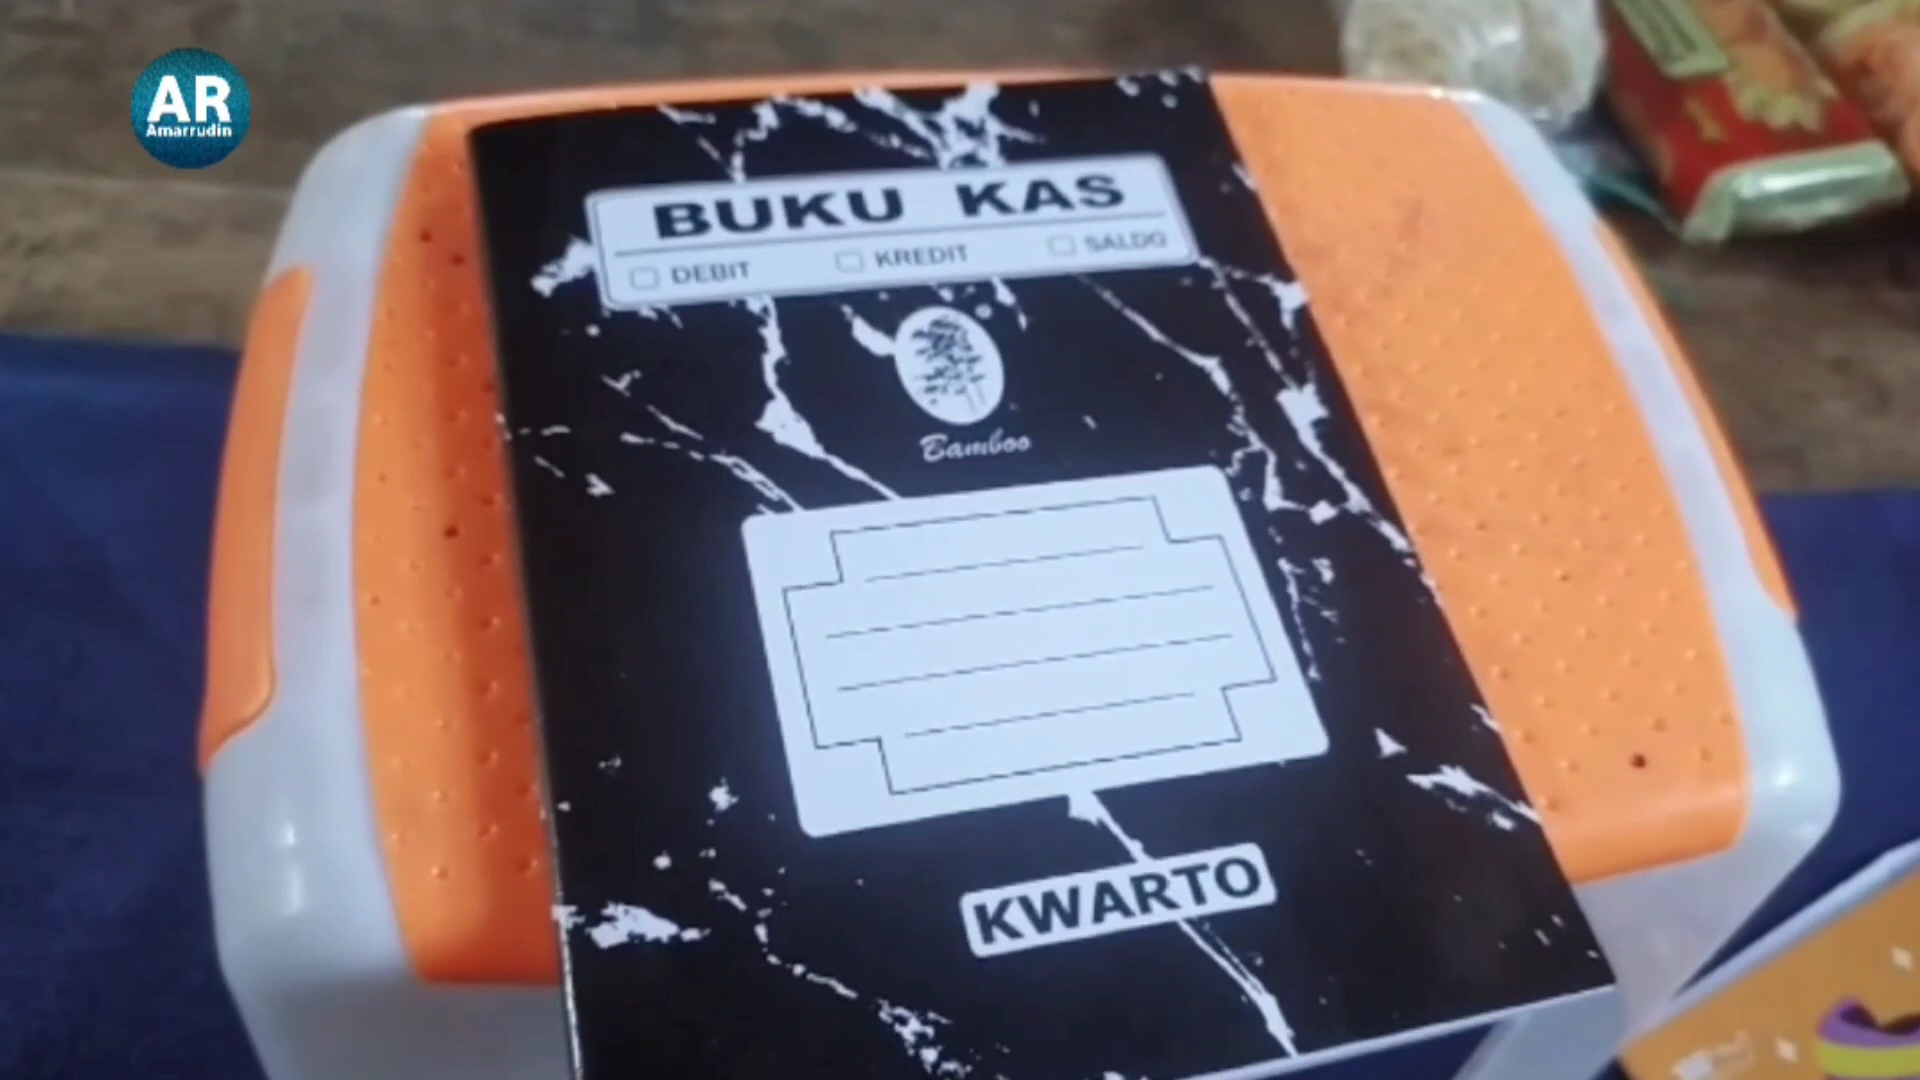 AR
Amarrudin
BUKU KAS
DEBIT KREDIT SALDO
Bamboo
KWARTO